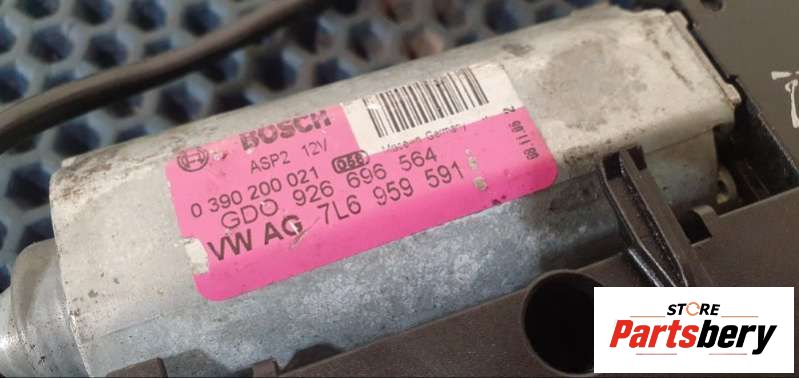 BOSCH
Made in Germany
ASP2 12V
0 390 200 021 038
GDO. 926 696 564
VW AG 7L6 959 591
STORE
Partsbery